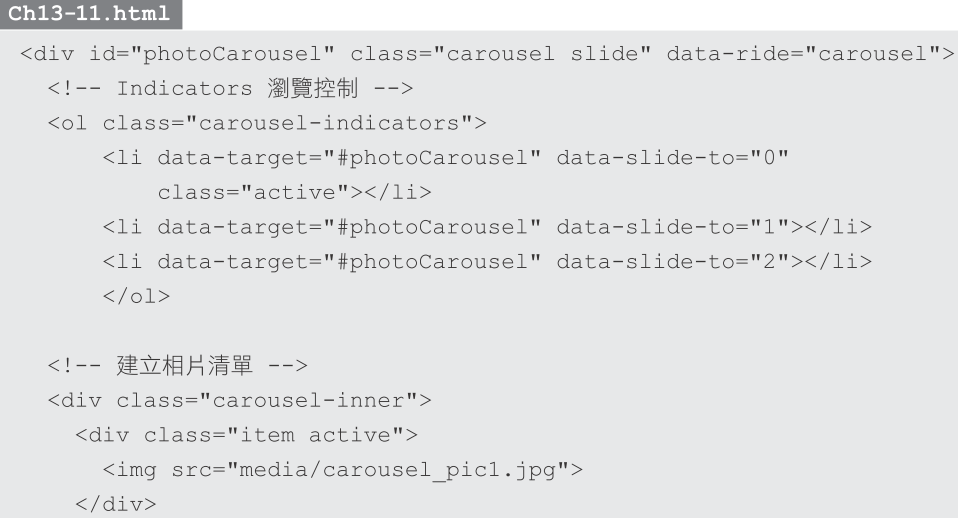 Ch13-11.html
<div id="photoCarousel" class="carousel slide" data-ride="carousel">
  <!-- Indicators 瀏覽控制 -->
  <ol class="carousel-indicators">
      <li data-target="#photoCarousel" data-slide-to="0"
          class="active"></li>
      <li data-target="#photoCarousel" data-slide-to="1"></li>
      <li data-target="#photoCarousel" data-slide-to="2"></li>
      </ol>

  <!-- 建立相片清單 -->
  <div class="carousel-inner">
    <div class="item active">
      <img src="media/carousel_pic1.jpg">
    </div>